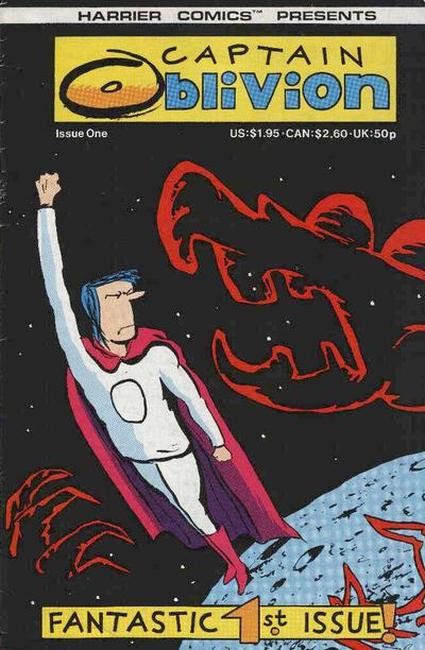 HARRIER COMICS™ PRESENTS
CAPTAIN
Oblivion
Issue One
US:$1.95·CAN:$2.60·UK:50p
FANTASTIC 1st ISSUE!